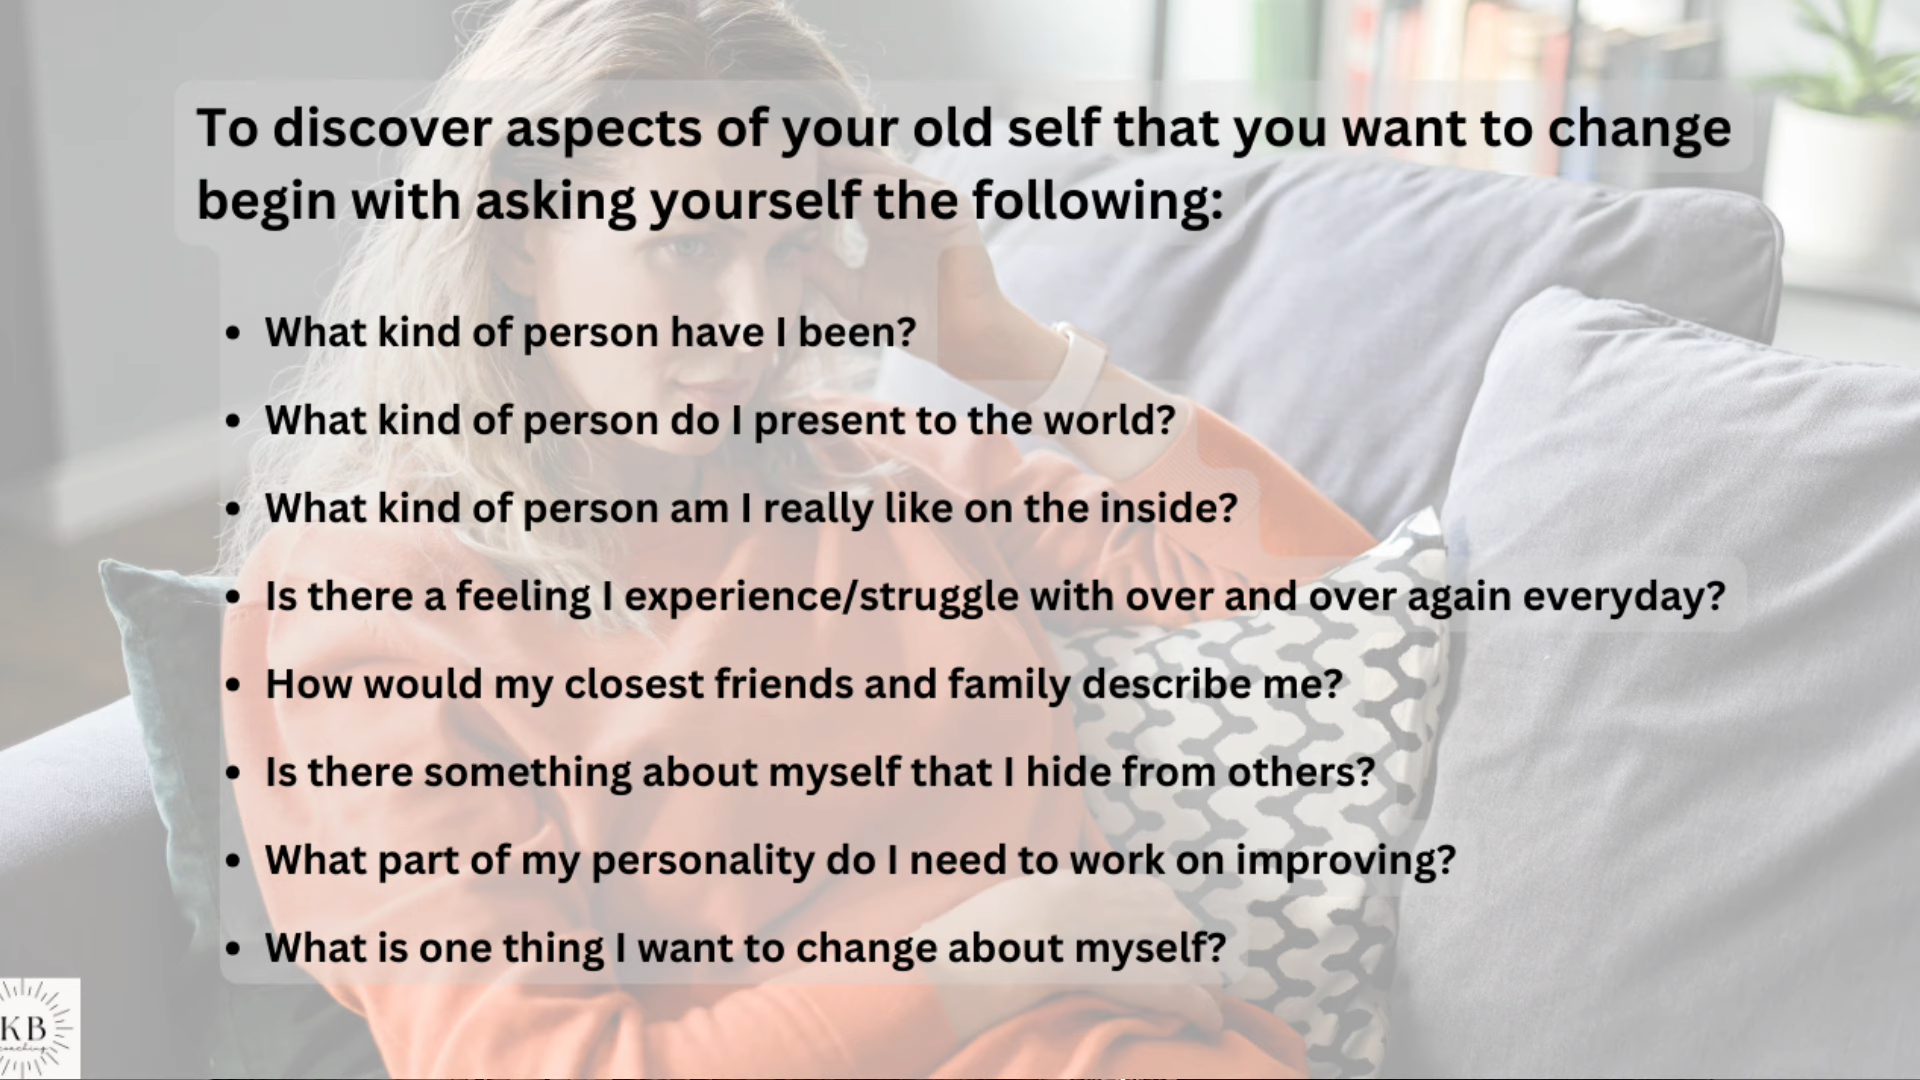 To discover aspects of your old self that you want to change
begin with asking yourself the following:
• What kind of person have I been?
• What kind of person do I present to the world?
• What kind of person am I really like on the inside?
• Is there a feeling I experience/struggle with over and over again everyday?
• How would my closest friends and family describe me?
• Is there something about myself that I hide from others?
• What part of my personality do I need to work on improving?
• What is one thing I want to change about myself?
KB
coaching